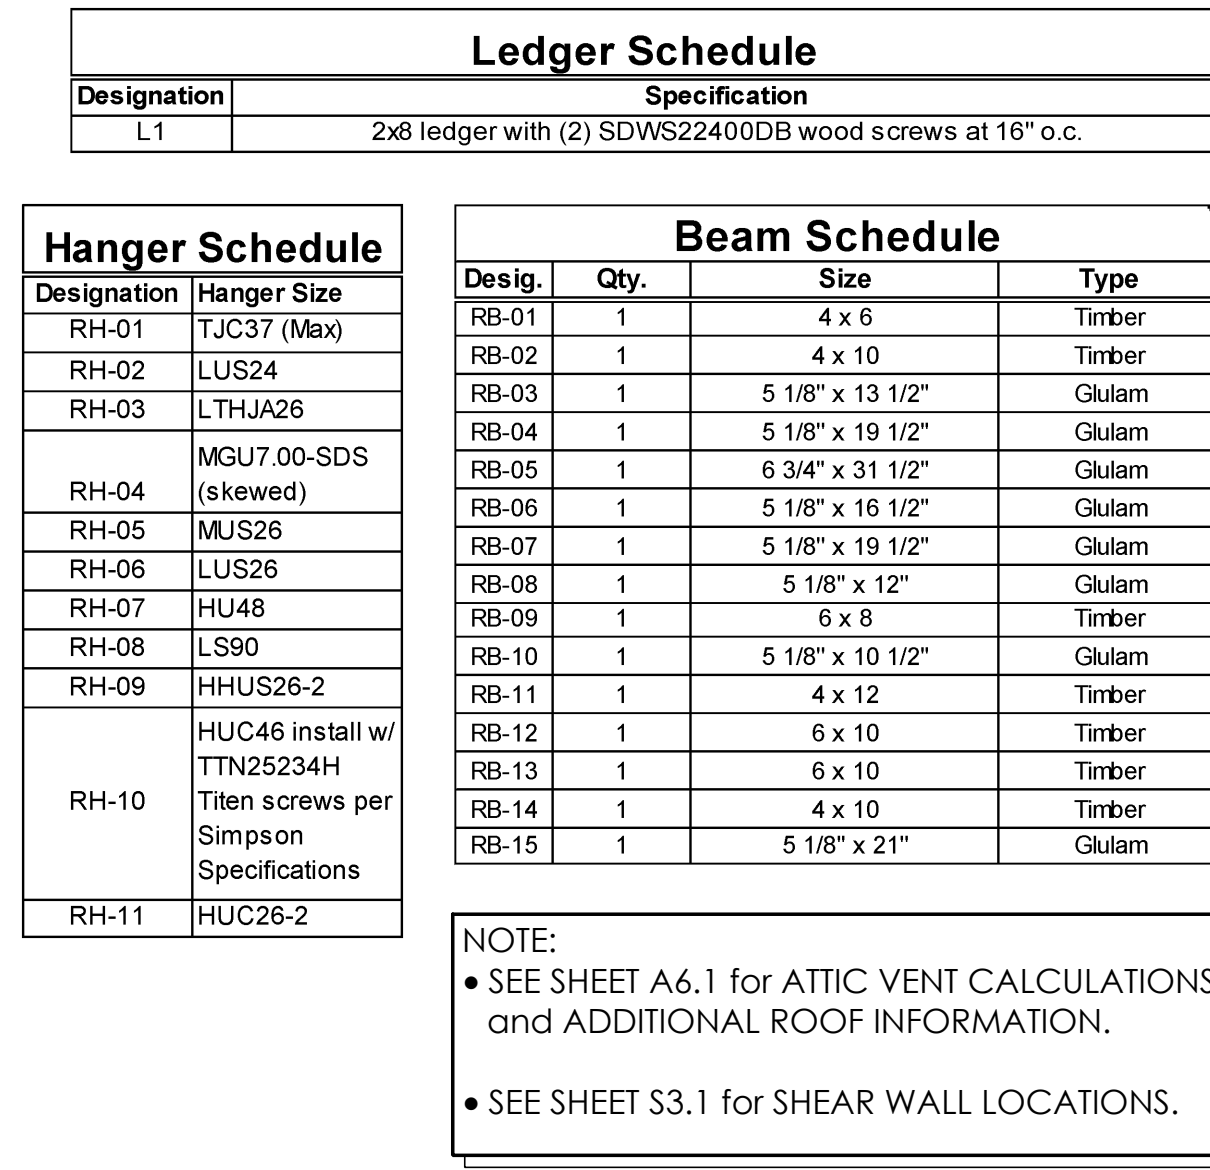 Ledger Schedule
Designation Specification
L1 2x8 ledger with (2) SDWS22400DB wood screws at 16" o.c.
Hanger Schedule
Designation Hanger Size
RH-01 TJC37 (Max)
RH-02 LUS24
RH-03 LTHJA26
MGU7.00-SDS
RH-04 (skewed)
RH-05 MUS26
RH-06 LUS26
RH-07 HU48
RH-08 LS90
RH-09 HHUS26-2
HUC46 install w/
TTN25234H
RH-10 Titen screws per
Simpson
Specifications
RH-11 HUC26-2
Beam Schedule
Desig. Qty. Size Type
RB-01 1 4 x 6 Timber
RB-02 1 4 x 10 Timber
RB-03 1 5 1/8" x 13 1/2" Glulam
RB-04 1 5 1/8" x 19 1/2" Glulam
RB-05 1 6 3/4" x 31 1/2" Glulam
RB-06 1 5 1/8" x 16 1/2" Glulam
RB-07 1 5 1/8" x 19 1/2" Glulam
RB-08 1 5 1/8" x 12" Glulam
RB-09 1 6 x 8 Timber
RB-10 1 5 1/8" x 10 1/2" Glulam
RB-11 1 4 x 12 Timber
RB-12 1 6 x 10 Timber
RB-13 1 6 x 10 Timber
RB-14 1 4 x 10 Timber
RB-15 1 5 1/8" x 21" Glulam
NOTE:
• SEE SHEET A6.1 for ATTIC VENT CALCULATIONS
and ADDITIONAL ROOF INFORMATION.
• SEE SHEET S3.1 for SHEAR WALL LOCATIONS.